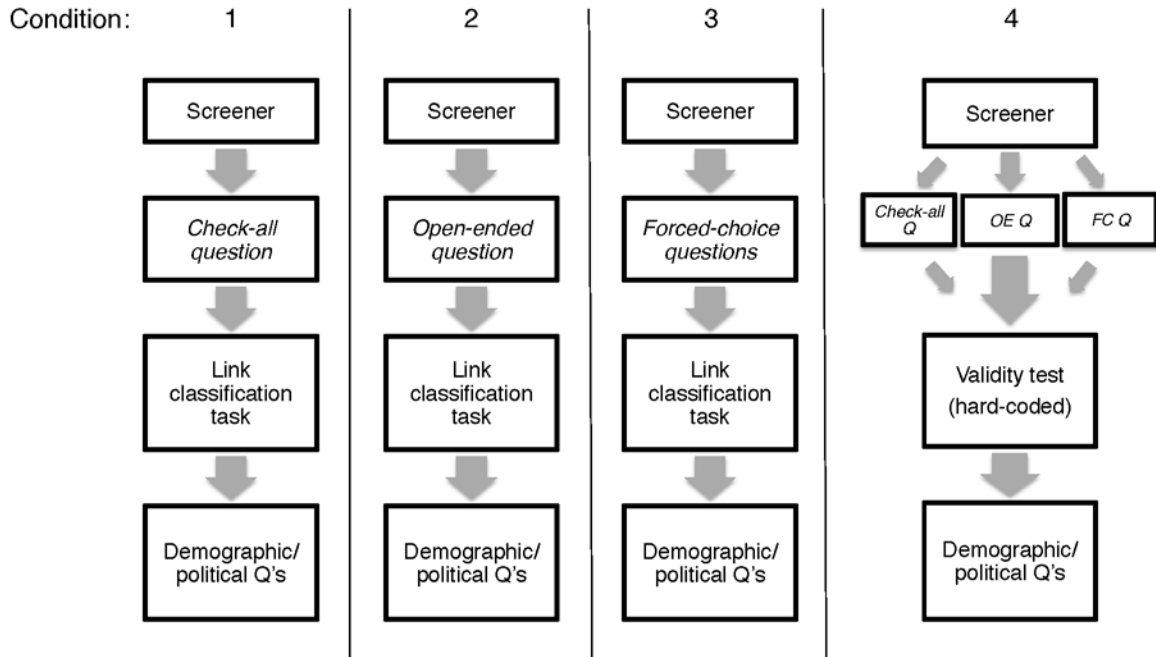 Condition: 1 2 3 4
Screener
Screener
Screener
Screener
Check-all
question
Open-ended
question
Forced-choice
questions
Check-all
Q
OE Q
FC Q
Link
classification
task
Link
classification
task
Link
classification
task
Validity test
(hard-coded)
Demographic/
political Q's
Demographic/
political Q's
Demographic/
political Q's
Demographic/
political Q's